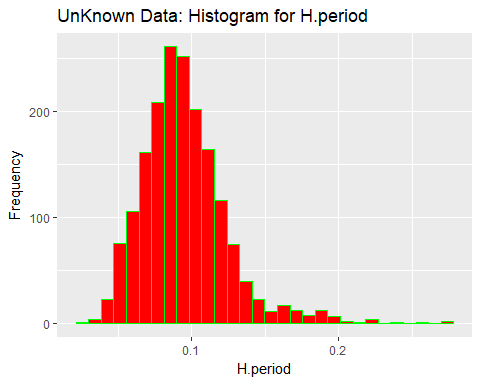 UnKnown Data: Histogram for H.period
Frequency
200
100
0
0.1 0.2
H.period